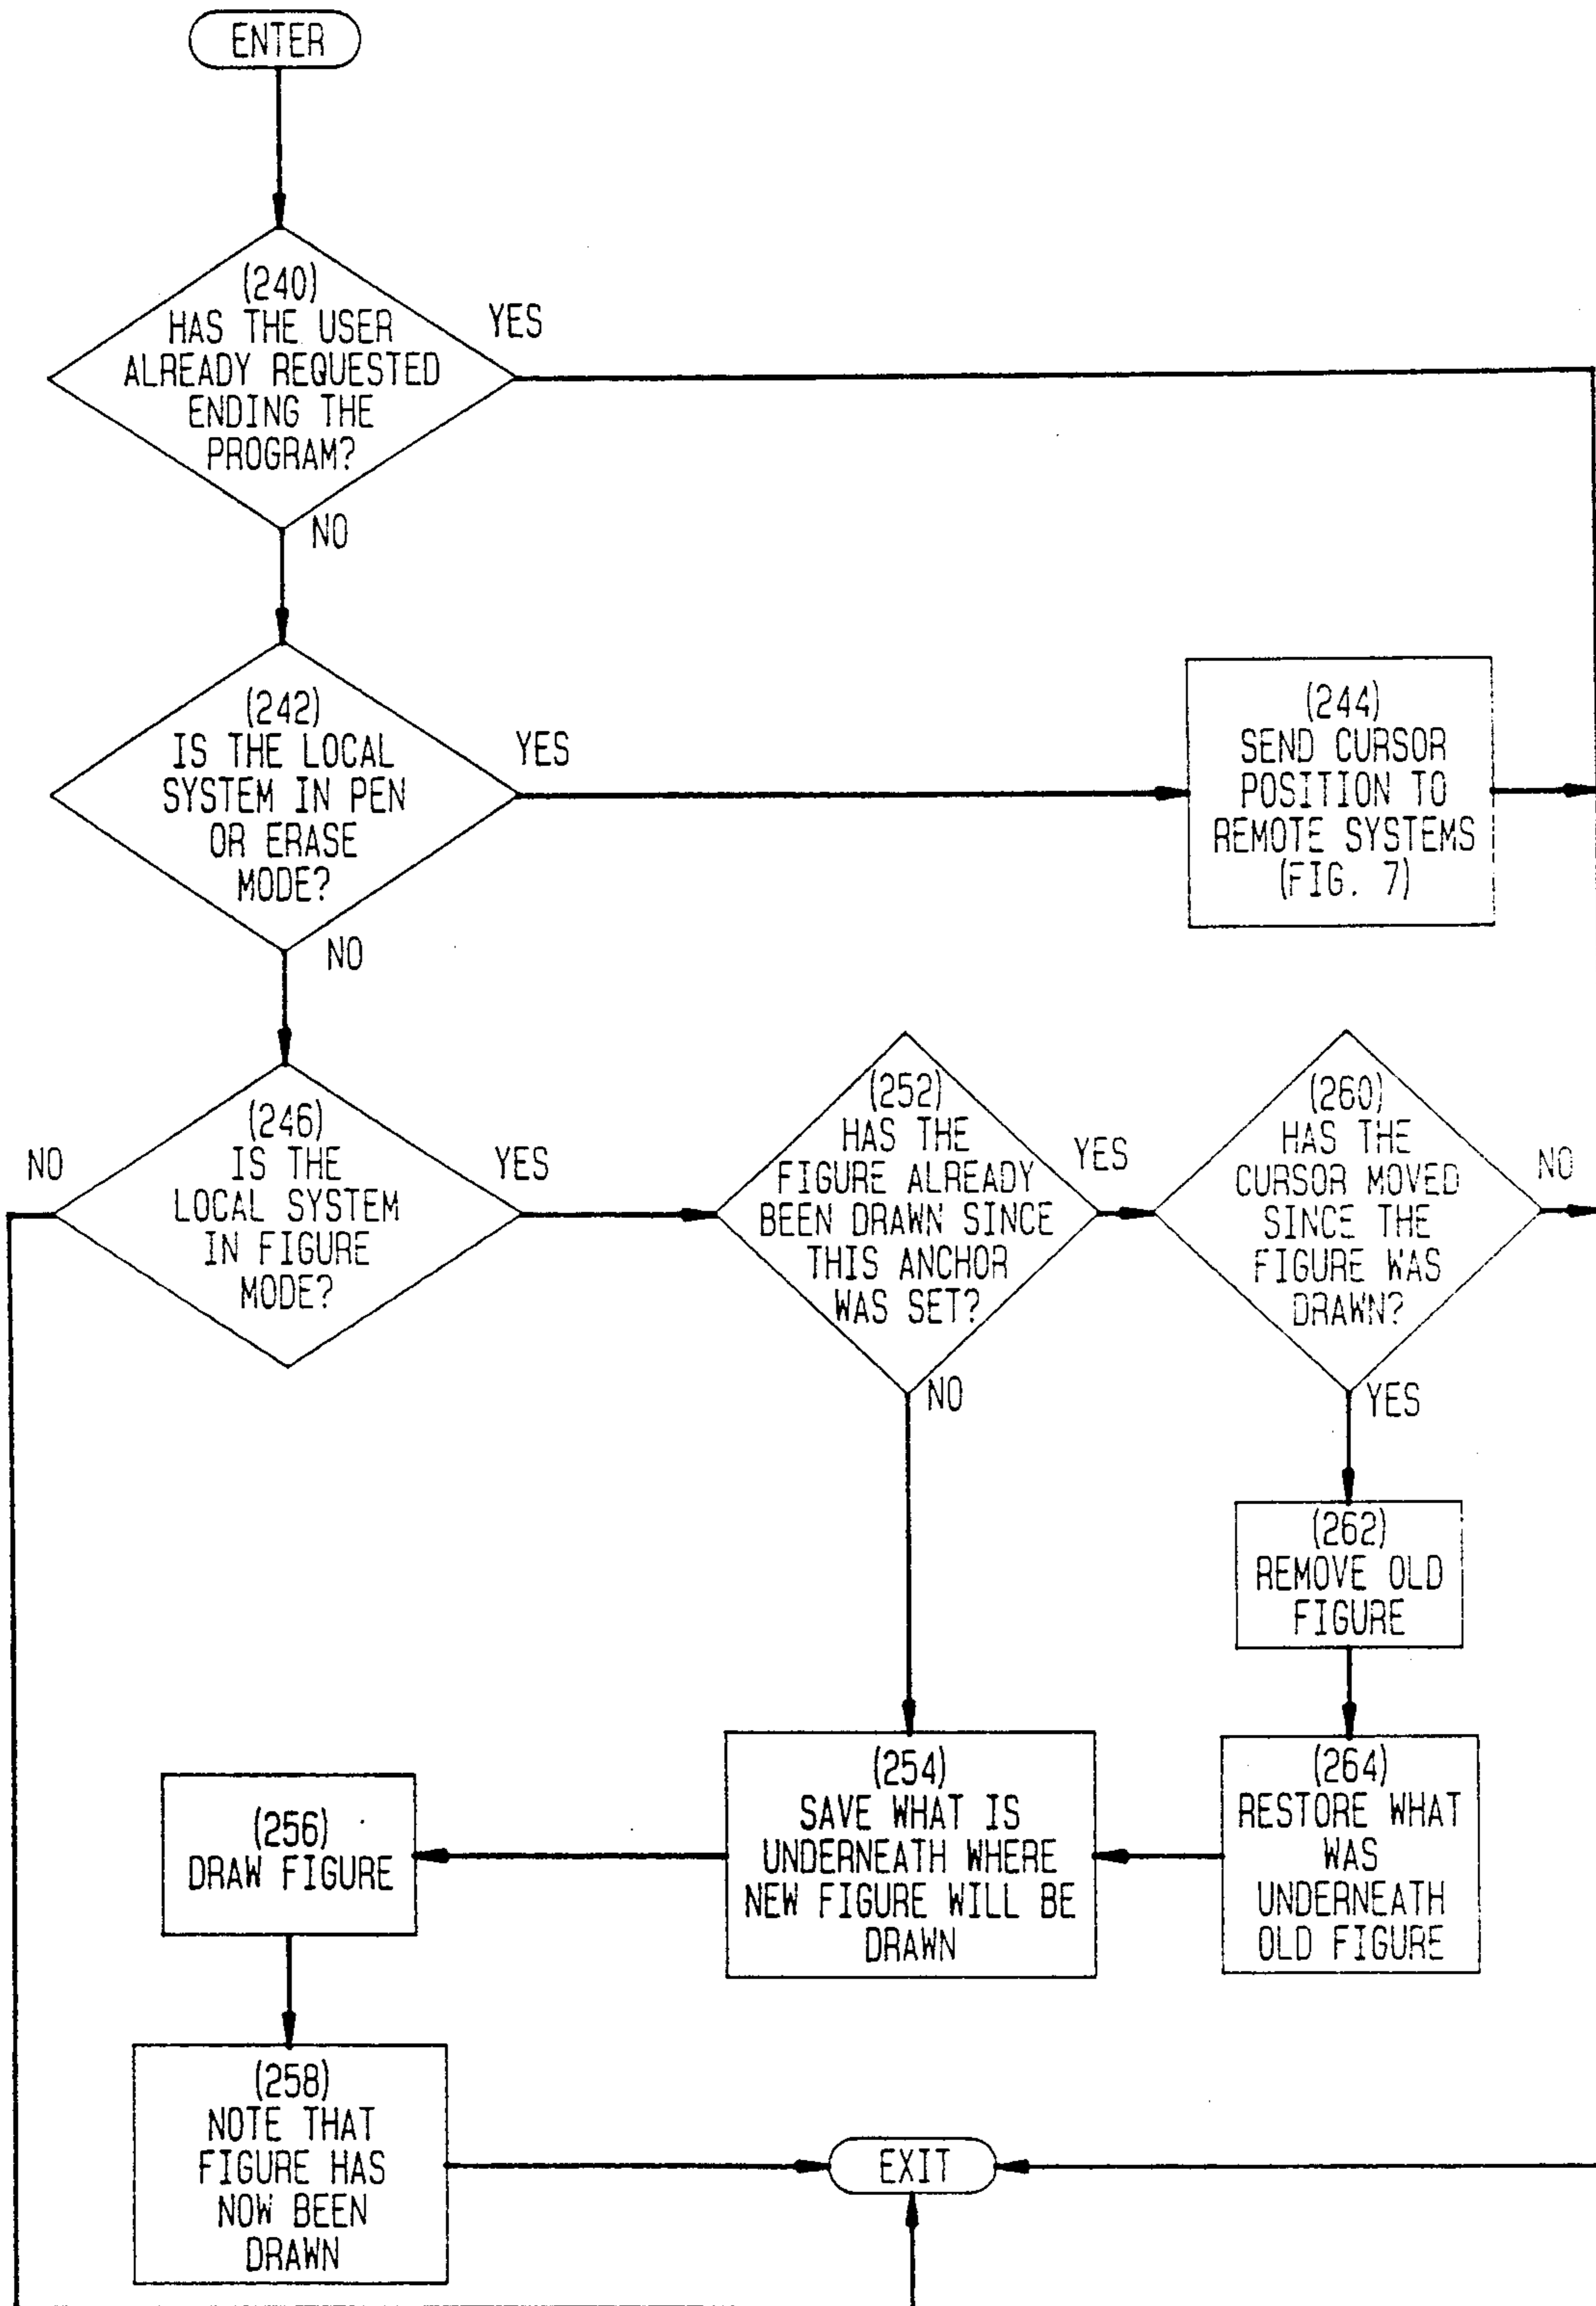 ENTER
(240)
HAS THE USER
ALREADY REQUESTED
ENDING THE
PROGRAM?
YES
NO
(242)
IS THE LOCAL
SYSTEM IN PEN
OR ERASE
MODE?
YES
NO
(244)
SEND CURSOR
POSITION TO
REMOTE SYSTEMS
(FIG. 7)
(246)
IS THE
LOCAL SYSTEM
IN FIGURE
MODE?
NO
YES
(252)
HAS THE
FIGURE ALREADY
BEEN DRAWN SINCE
THIS ANCHOR
WAS SET?
YES
NO
(260)
HAS THE
CURSOR MOVED
SINCE THE
FIGURE WAS
DRAWN?
NO
YES
(262)
REMOVE OLD
FIGURE
(264)
RESTORE WHAT
WAS
UNDERNEATH
OLD FIGURE
(254)
SAVE WHAT IS
UNDERNEATH WHERE
NEW FIGURE WILL BE
DRAWN
(256)
DRAW FIGURE
(258)
NOTE THAT
FIGURE HAS
NOW BEEN
DRAWN
EXIT